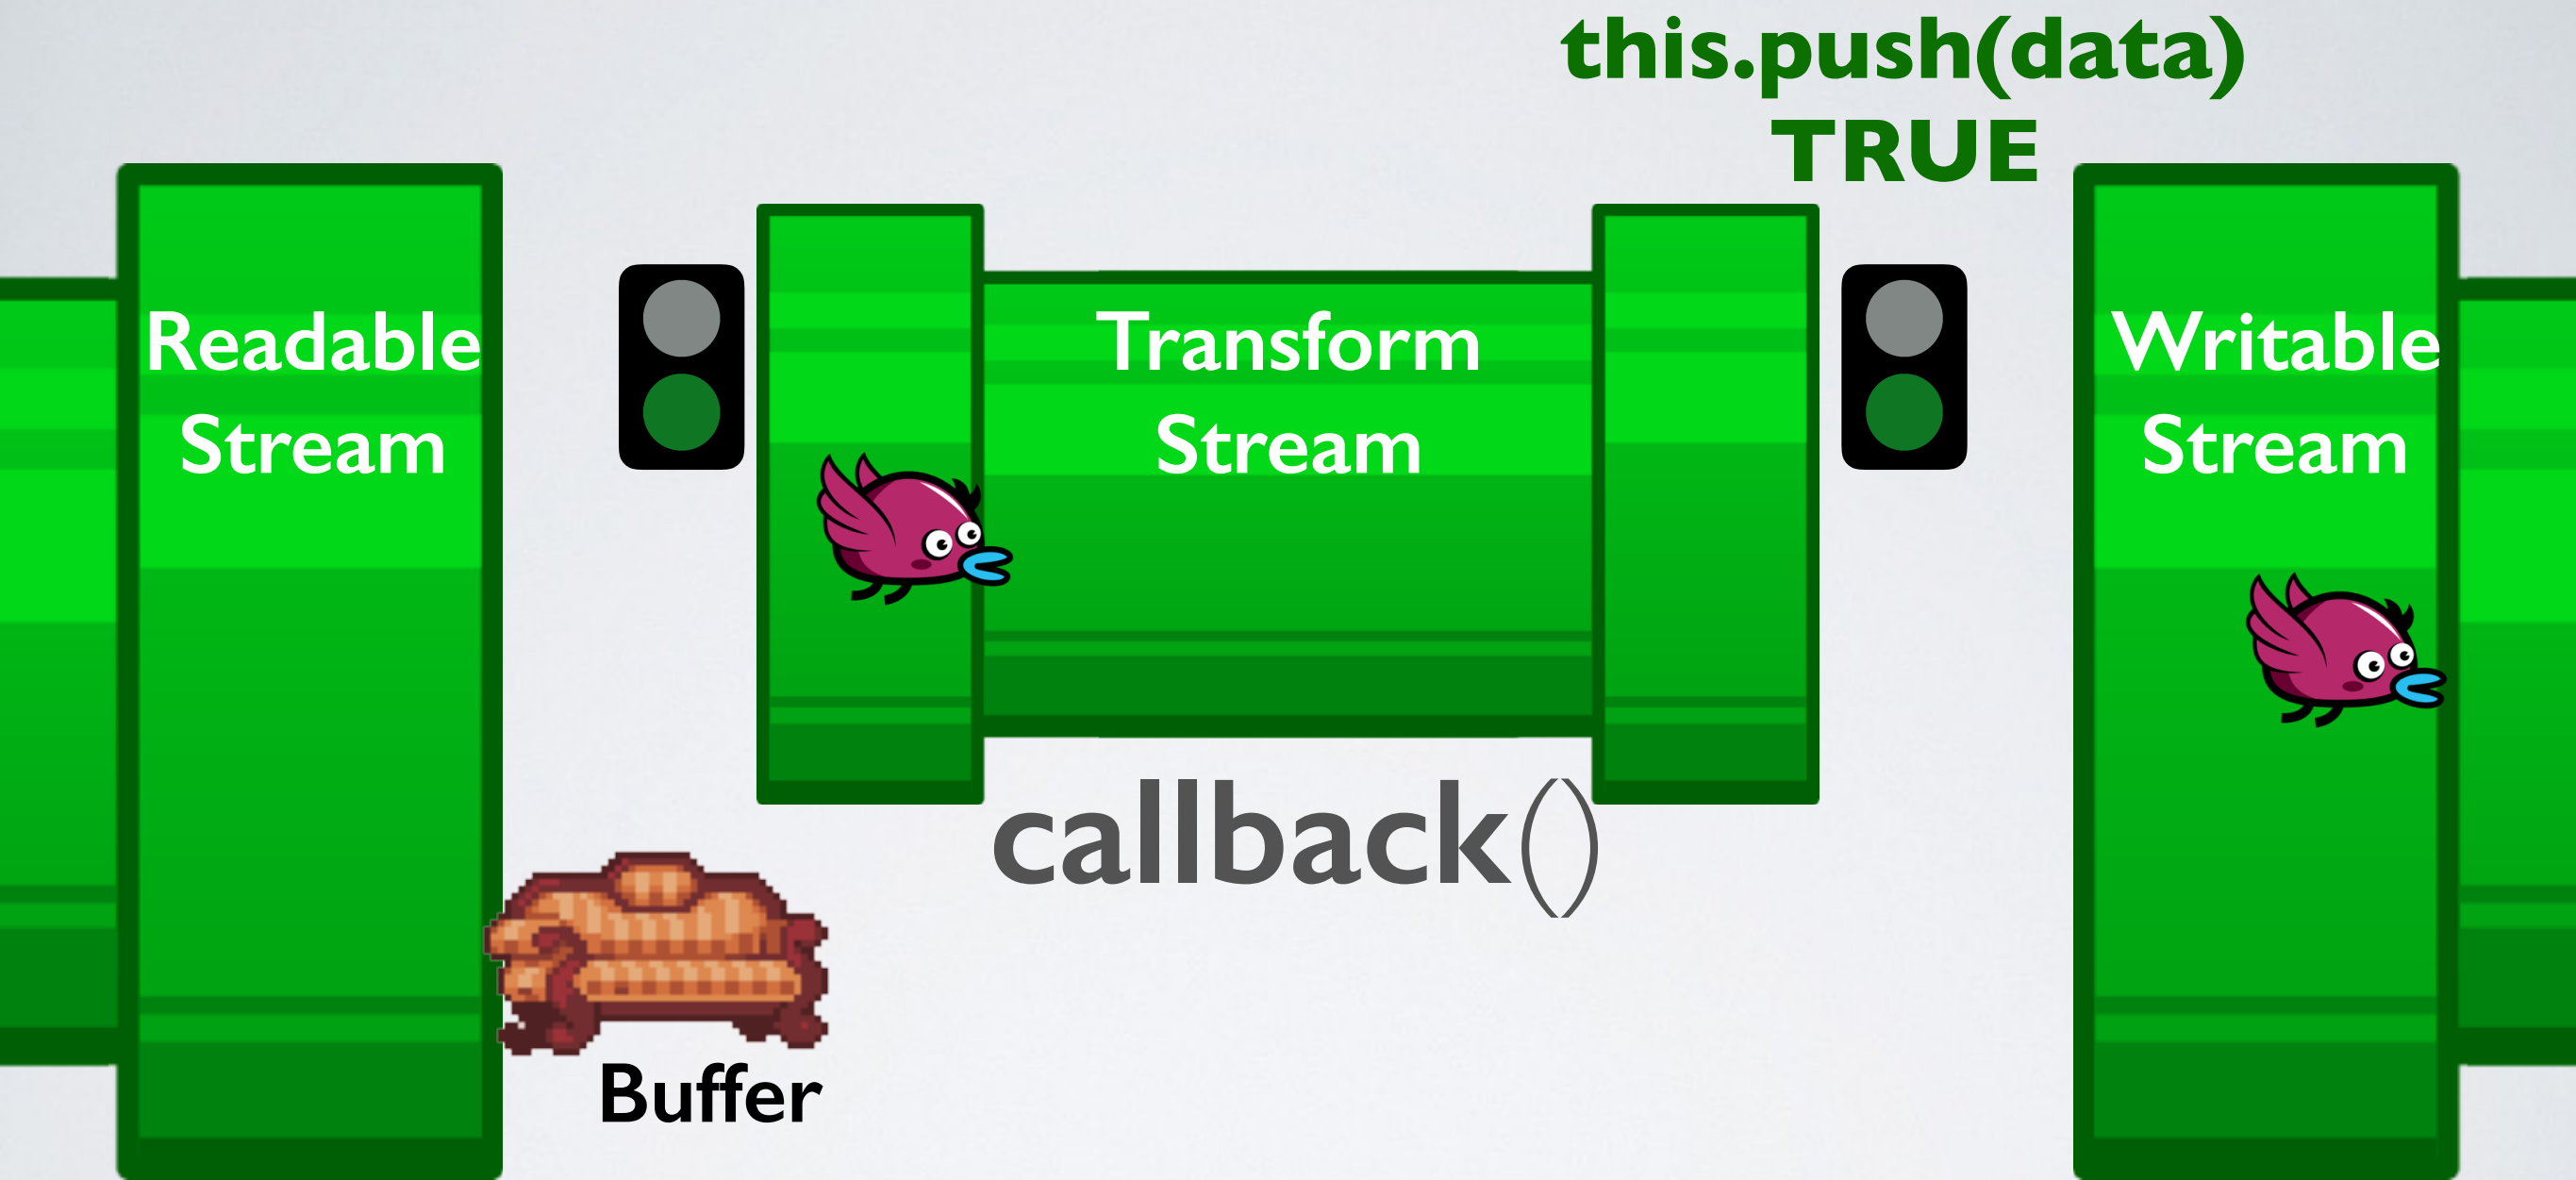 this.push(data)
TRUE
Readable
Stream
Transform
Stream
Writable
Stream
callback()
Buffer